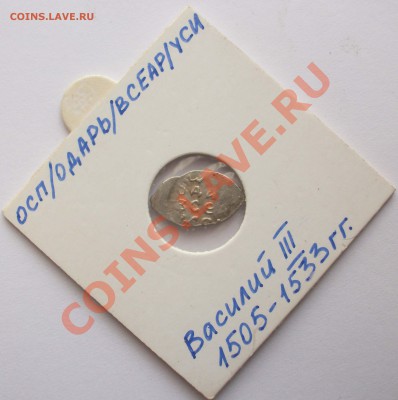 COINS.LAVE.RU
ОСП/ОДАРЬ/ВСЕАР/УСИ
COINS.LAVE.RU
Василий III
1505-1533гг.